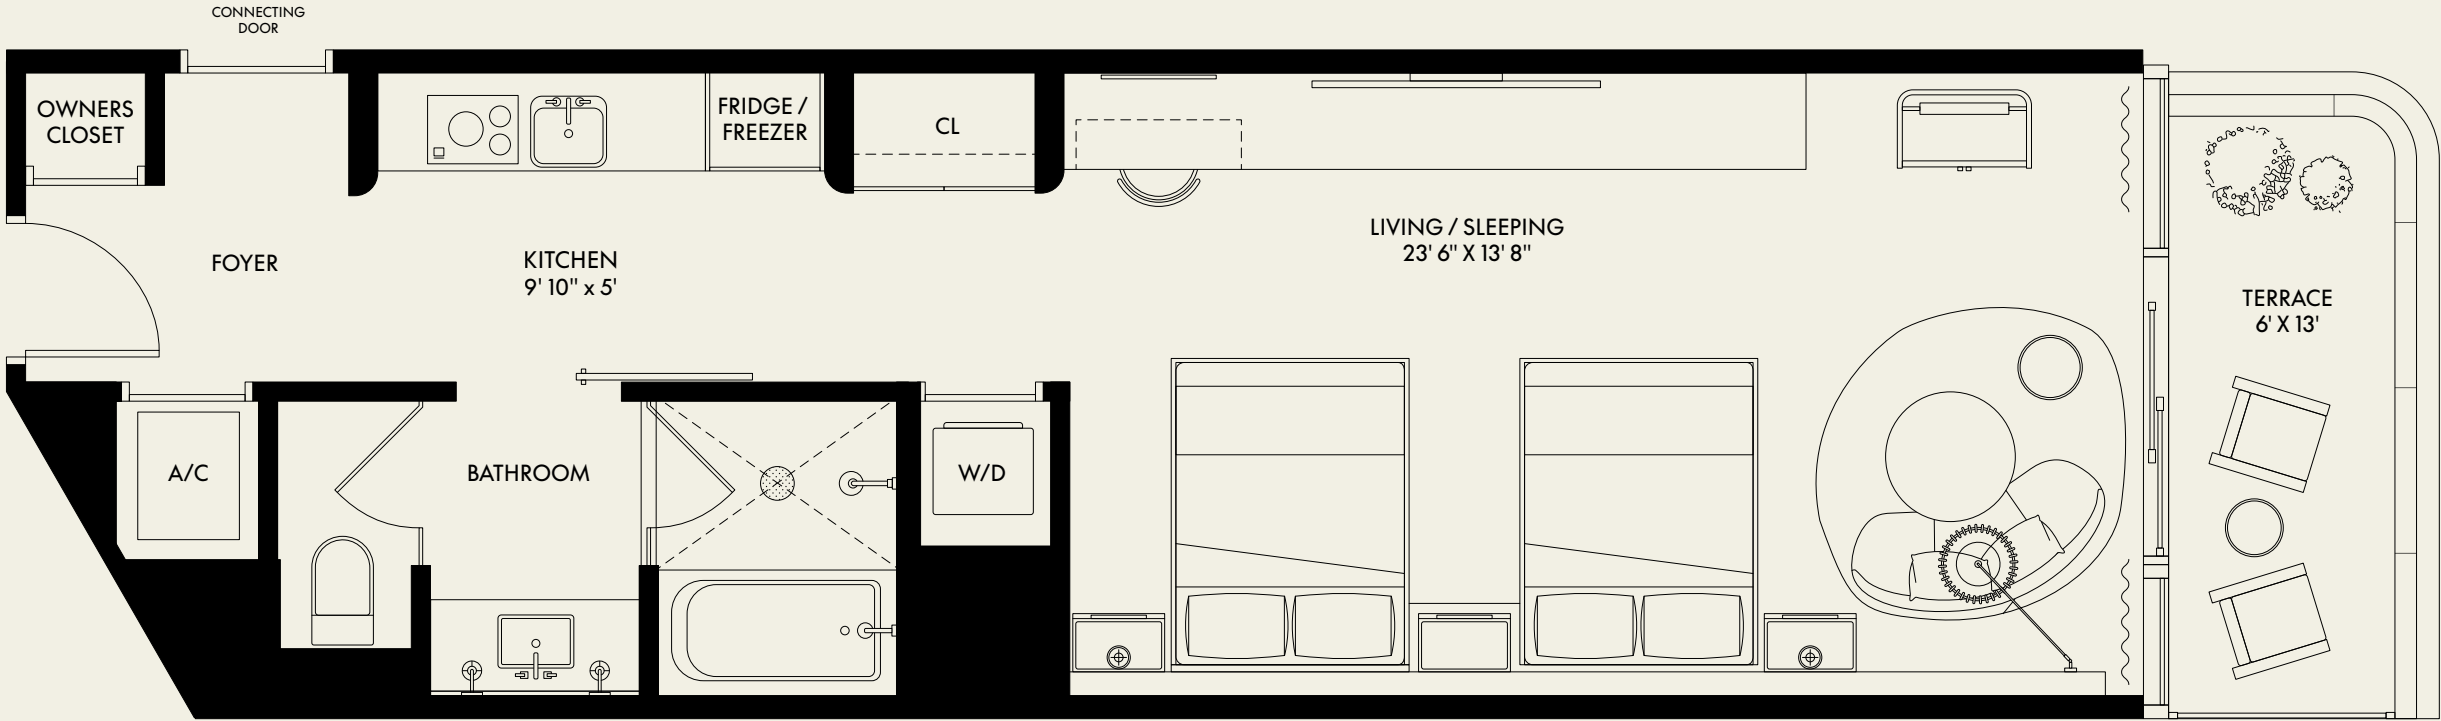 CONNECTING
DOOR
OWNERS
CLOSET
FRIDGE /
FREEZER
CL
FOYER
KITCHEN
9' 10" x 5'
LIVING / SLEEPING
23' 6" X 13' 8"
TERRACE
6' X 13'
A/C
BATHROOM
W/D